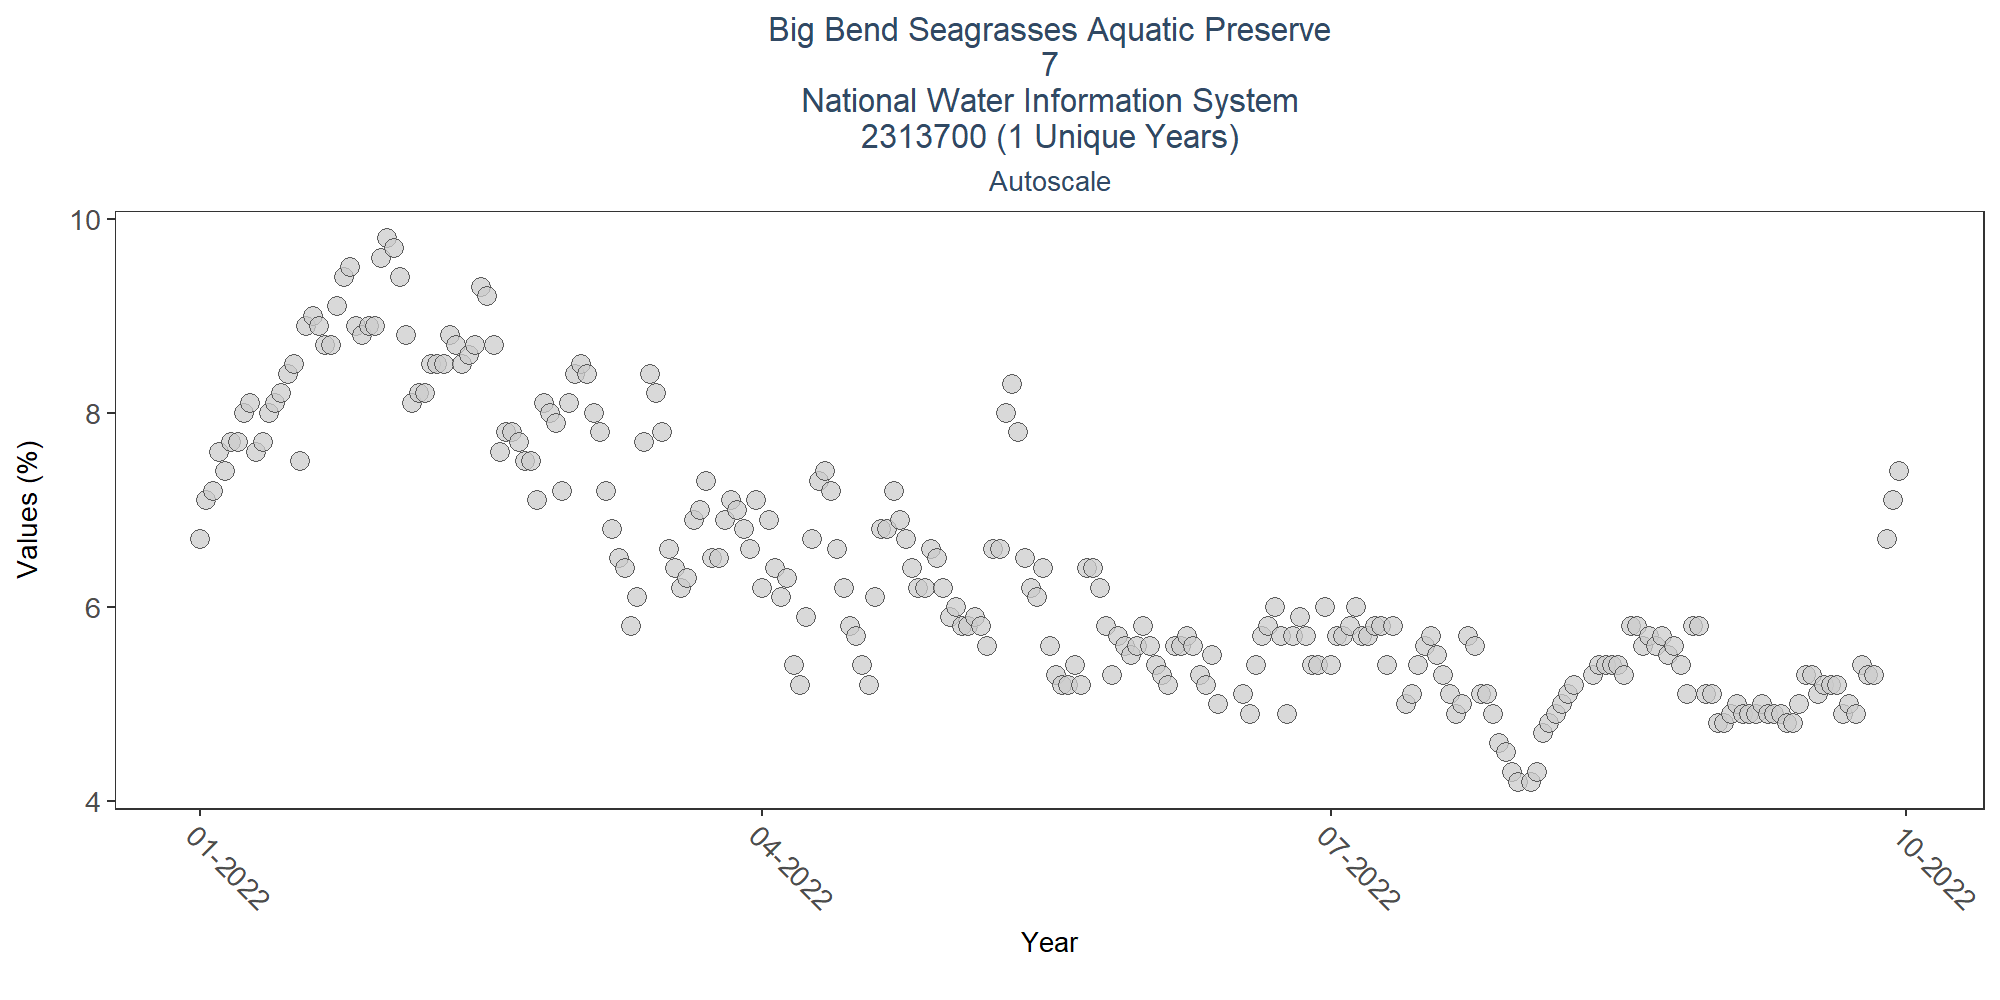 Big Bend Seagrasses Aquatic Preserve
7
National Water Information System
2313700 (1 Unique Years)
Autoscale
10
8
6
4
Values (%)
01-2022
04-2022
07-2022
10-2022
Year